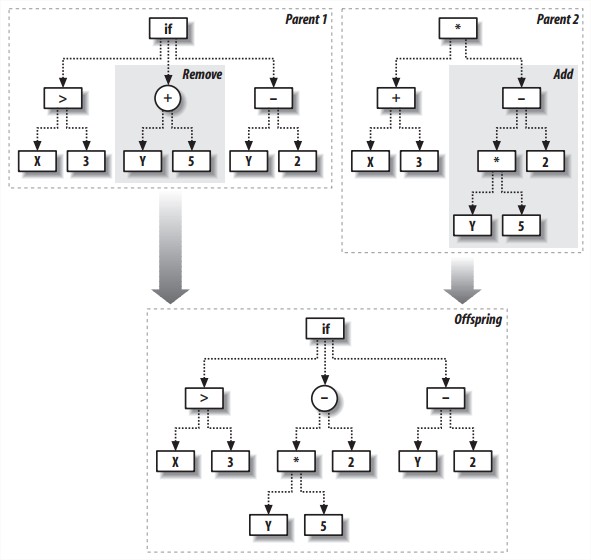 Parent 1
if
Remove
> + −
X 3 Y 5 Y 2
Parent 2
*
Add
+ −
X 3 * 2
Y 5
Offspring
if
> − −
X 3 * 2 Y 2
Y 5